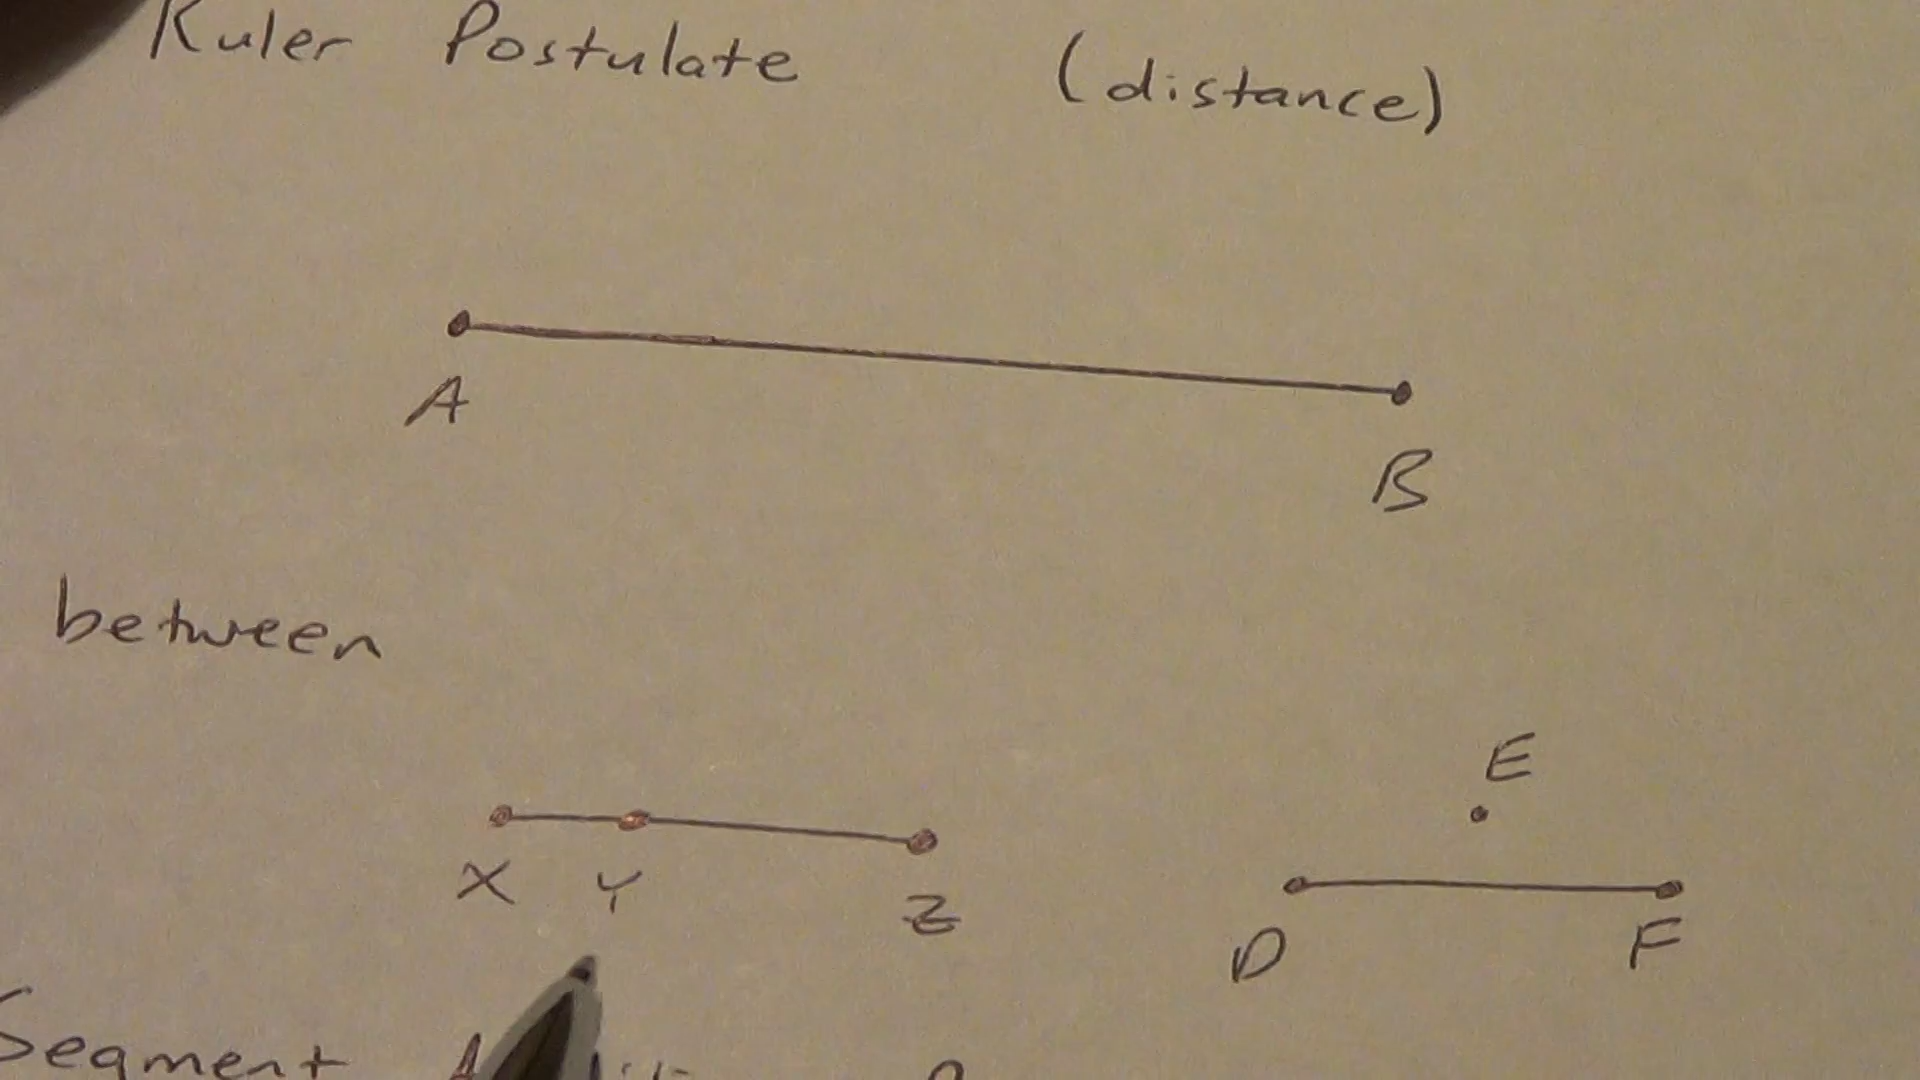 Ruler Postulate (distance)
A
B
between
E
X Y Z
D F
Segment